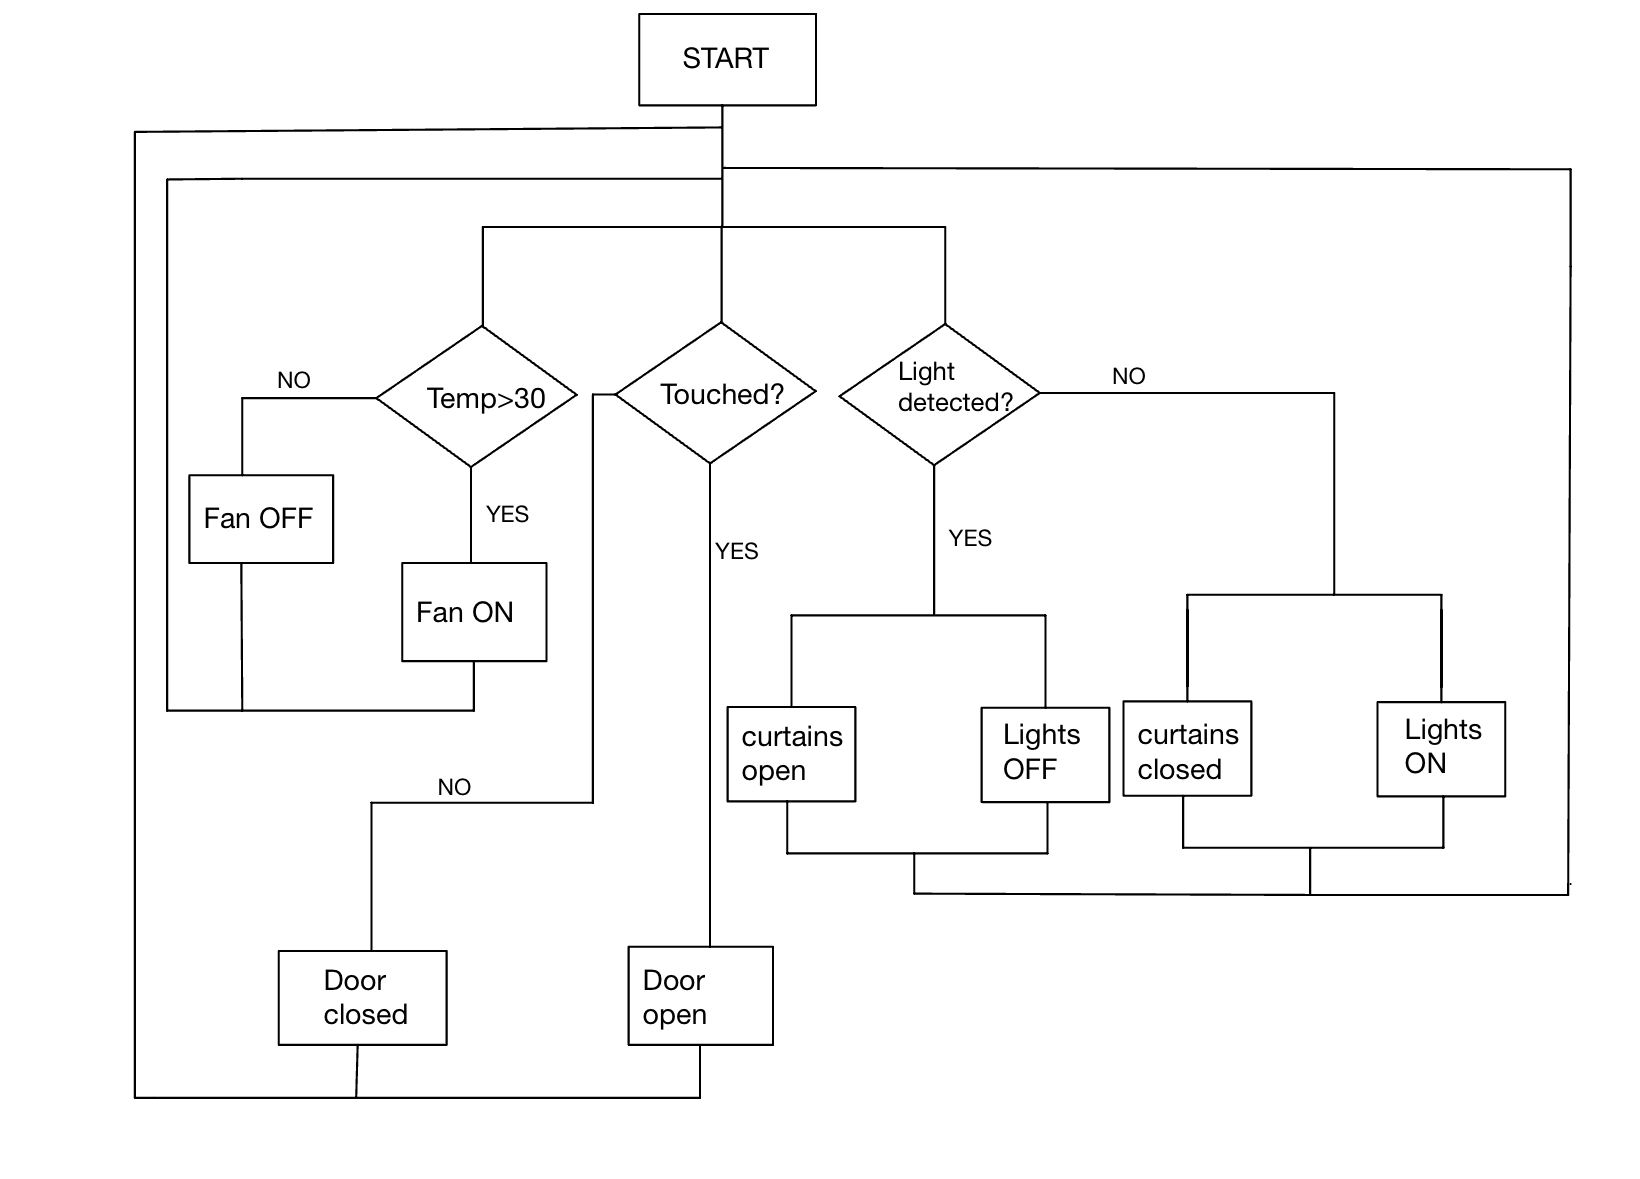 START
NO
Temp>30
Touched?
Light
detected?
NO
Fan OFF
YES
Fan ON
YES
YES
NO
curtains
open
Lights
OFF
curtains
closed
Lights
ON
Door
closed
Door
open